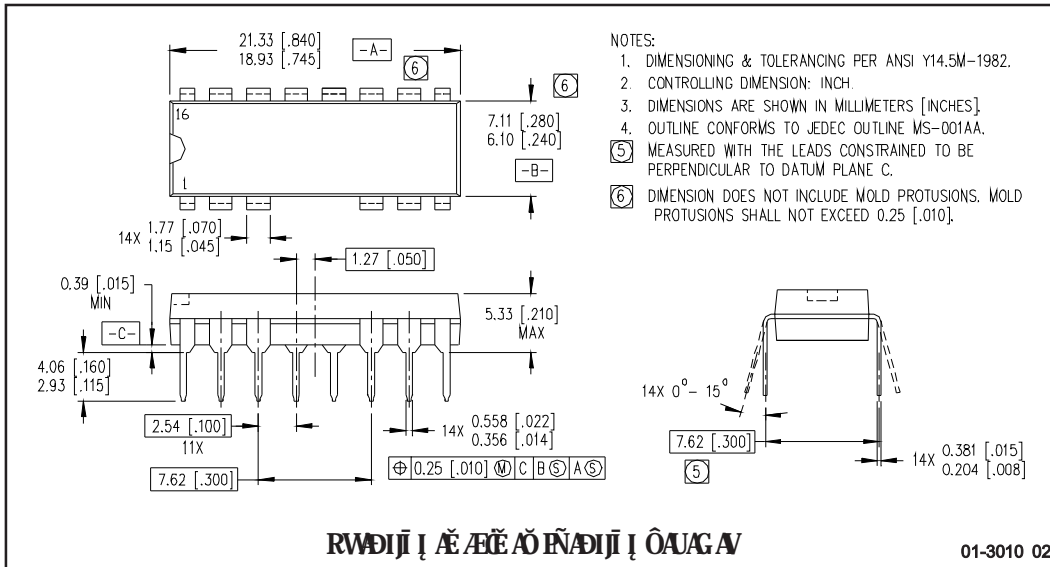 21.33 [.840]
18.93 [.745]
-A-
6
6
16
1
7.11 [.280]
6.10 [.240]
-B-
14X 1.77 [.070]
1.15 [.045]
1.27 [.050]
NOTES:
1. DIMENSIONING & TOLERANCING PER ANSI Y14.5M-1982.
2. CONTROLLING DIMENSION: INCH.
3. DIMENSIONS ARE SHOWN IN MILLIMETERS [INCHES].
4. OUTLINE CONFORMS TO JEDEC OUTLINE MS-001AA.
5 MEASURED WITH THE LEADS CONSTRAINED TO BE
PERPENDICULAR TO DATUM PLANE C.
6 DIMENSION DOES NOT INCLUDE MOLD PROTUSIONS. MOLD
PROTUSIONS SHALL NOT EXCEED 0.25 [.010].
0.39 [.015]
MIN
-C-
4.06 [.160]
2.93 [.115]
5.33 [.210]
MAX
2.54 [.100]
11X
7.62 [.300]
14X 0.558 [.022]
0.356 [.014]
⌖ 0.25 [.010] Ⓜ C B Ⓢ A Ⓢ
14X 0° - 15°
7.62 [.300]
5
14X 0.381 [.015]
0.204 [.008]
01-3010 02